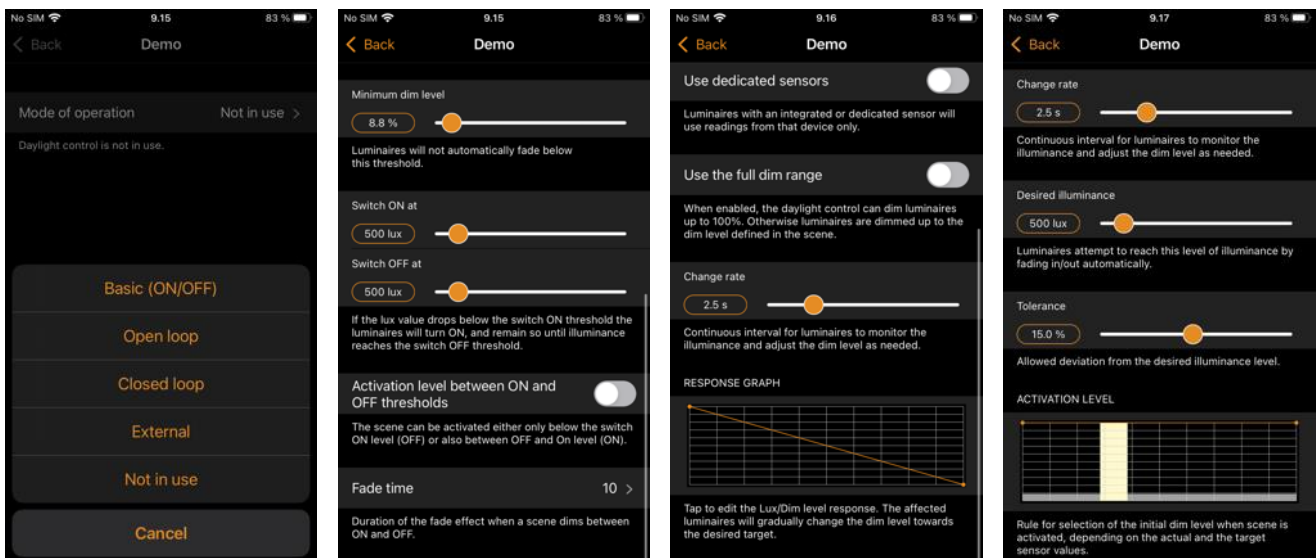 No SIM 9.15 83 %
Back Demo
Mode of operation Not in use
Daylight control is not in use.
Basic (ON/OFF)
Open loop
Closed loop
External
Not in use
Cancel
No SIM 9.15 83 %
Back Demo
Minimum dim level
8.8 %
Luminaires will not automatically fade below
this threshold.
Switch ON at
500 lux
Switch OFF at
500 lux
If the lux value drops below the switch ON threshold the
luminaires will turn ON, and remain so until illuminance
reaches the switch OFF threshold.
Activation level between ON and
OFF thresholds
The scene can be activated either only below the switch
ON level (OFF) or also between OFF and On level (ON).
Fade time 10
Duration of the fade effect when a scene dims between
ON and OFF.
No SIM 9.16 83 %
Back Demo
Use dedicated sensors
Luminaires with an integrated or dedicated sensor will
use readings from that device only.
Use the full dim range
When enabled, the daylight control can dim luminaires
up to 100%. Otherwise luminaires are dimmed up to the
dim level defined in the scene.
Change rate
2.5 s
Continuous interval for luminaires to monitor the
illuminance and adjust the dim level as needed.
RESPONSE GRAPH
Tap to edit the Lux/Dim level response. The affected
luminaires will gradually change the dim level towards
the desired target.
No SIM 9.17 83 %
Back Demo
Change rate
2.5 s
Continuous interval for luminaires to monitor the
illuminance and adjust the dim level as needed.
Desired illuminance
500 lux
Luminaires attempt to reach this level of illuminance by
fading in/out automatically.
Tolerance
15.0 %
Allowed deviation from the desired illuminance level.
ACTIVATION LEVEL
Rule for selection of the initial dim level when scene is
activated, depending on the actual and the target
sensor values.